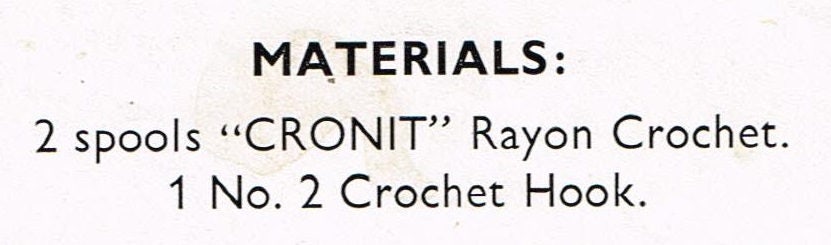 MATERIALS:
2 spools “CRONIT” Rayon Crochet.
1 No. 2 Crochet Hook.